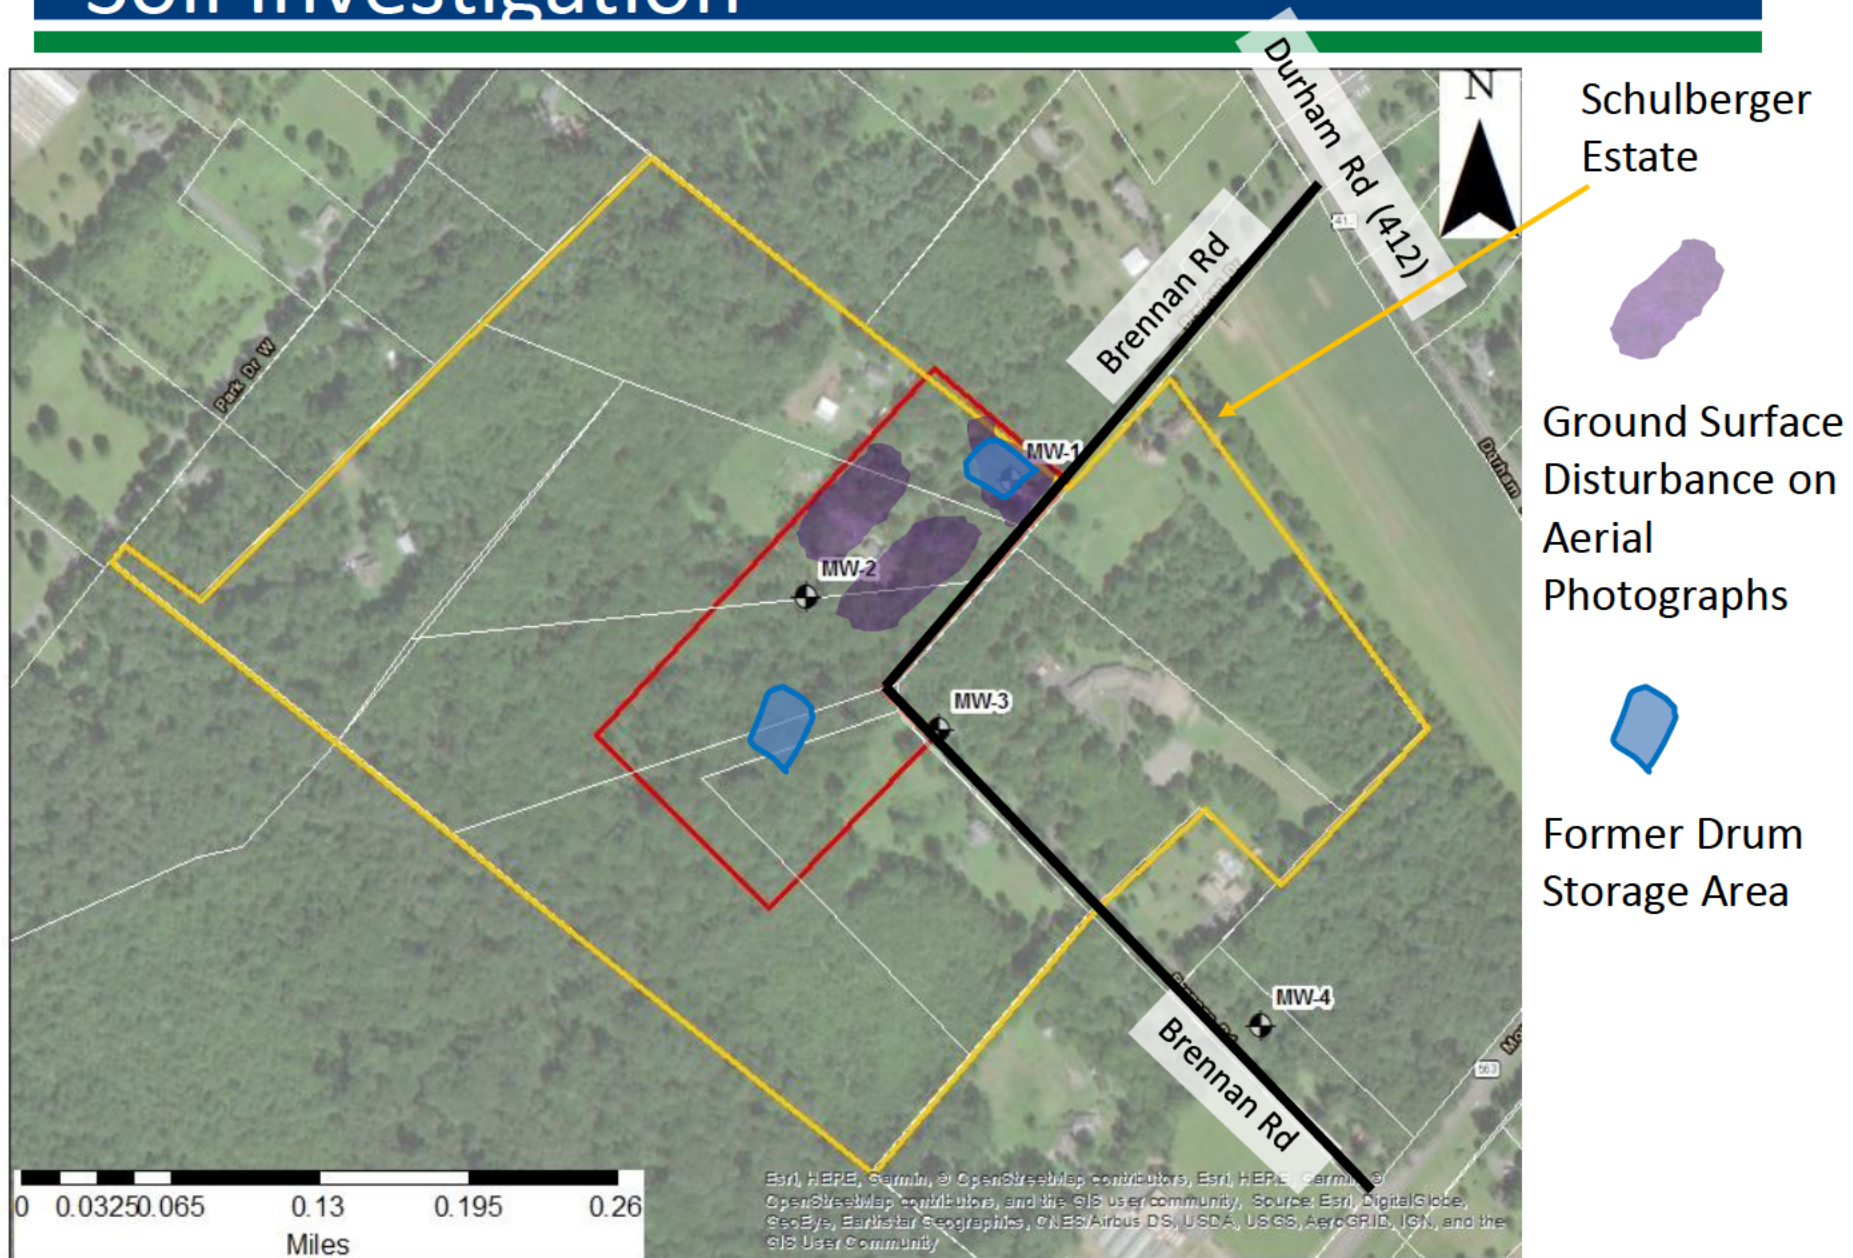 Soil Investigation
Durham Rd (412)
N
Schulberger
Estate
Brennan Rd
Park Dr W
MW-1
Durham
Ground Surface
Disturbance on
Aerial
Photographs
MW-2
MW-3
Former Drum
Storage Area
MW-4
Brennan Rd
563
0 0.0325 0.065 0.13 0.195 0.26
Miles
Esri, HERE, Garmin, © OpenStreetMap contributors, Esri, HERE, Garmin, ©
OpenStreetMap contributors, and the GIS user community, Source: Esri, DigitalGlobe,
GeoEye, Earthstar Geographics, CNES/Airbus DS, USDA, USGS, AeroGRID, IGN, and the
GIS User Community